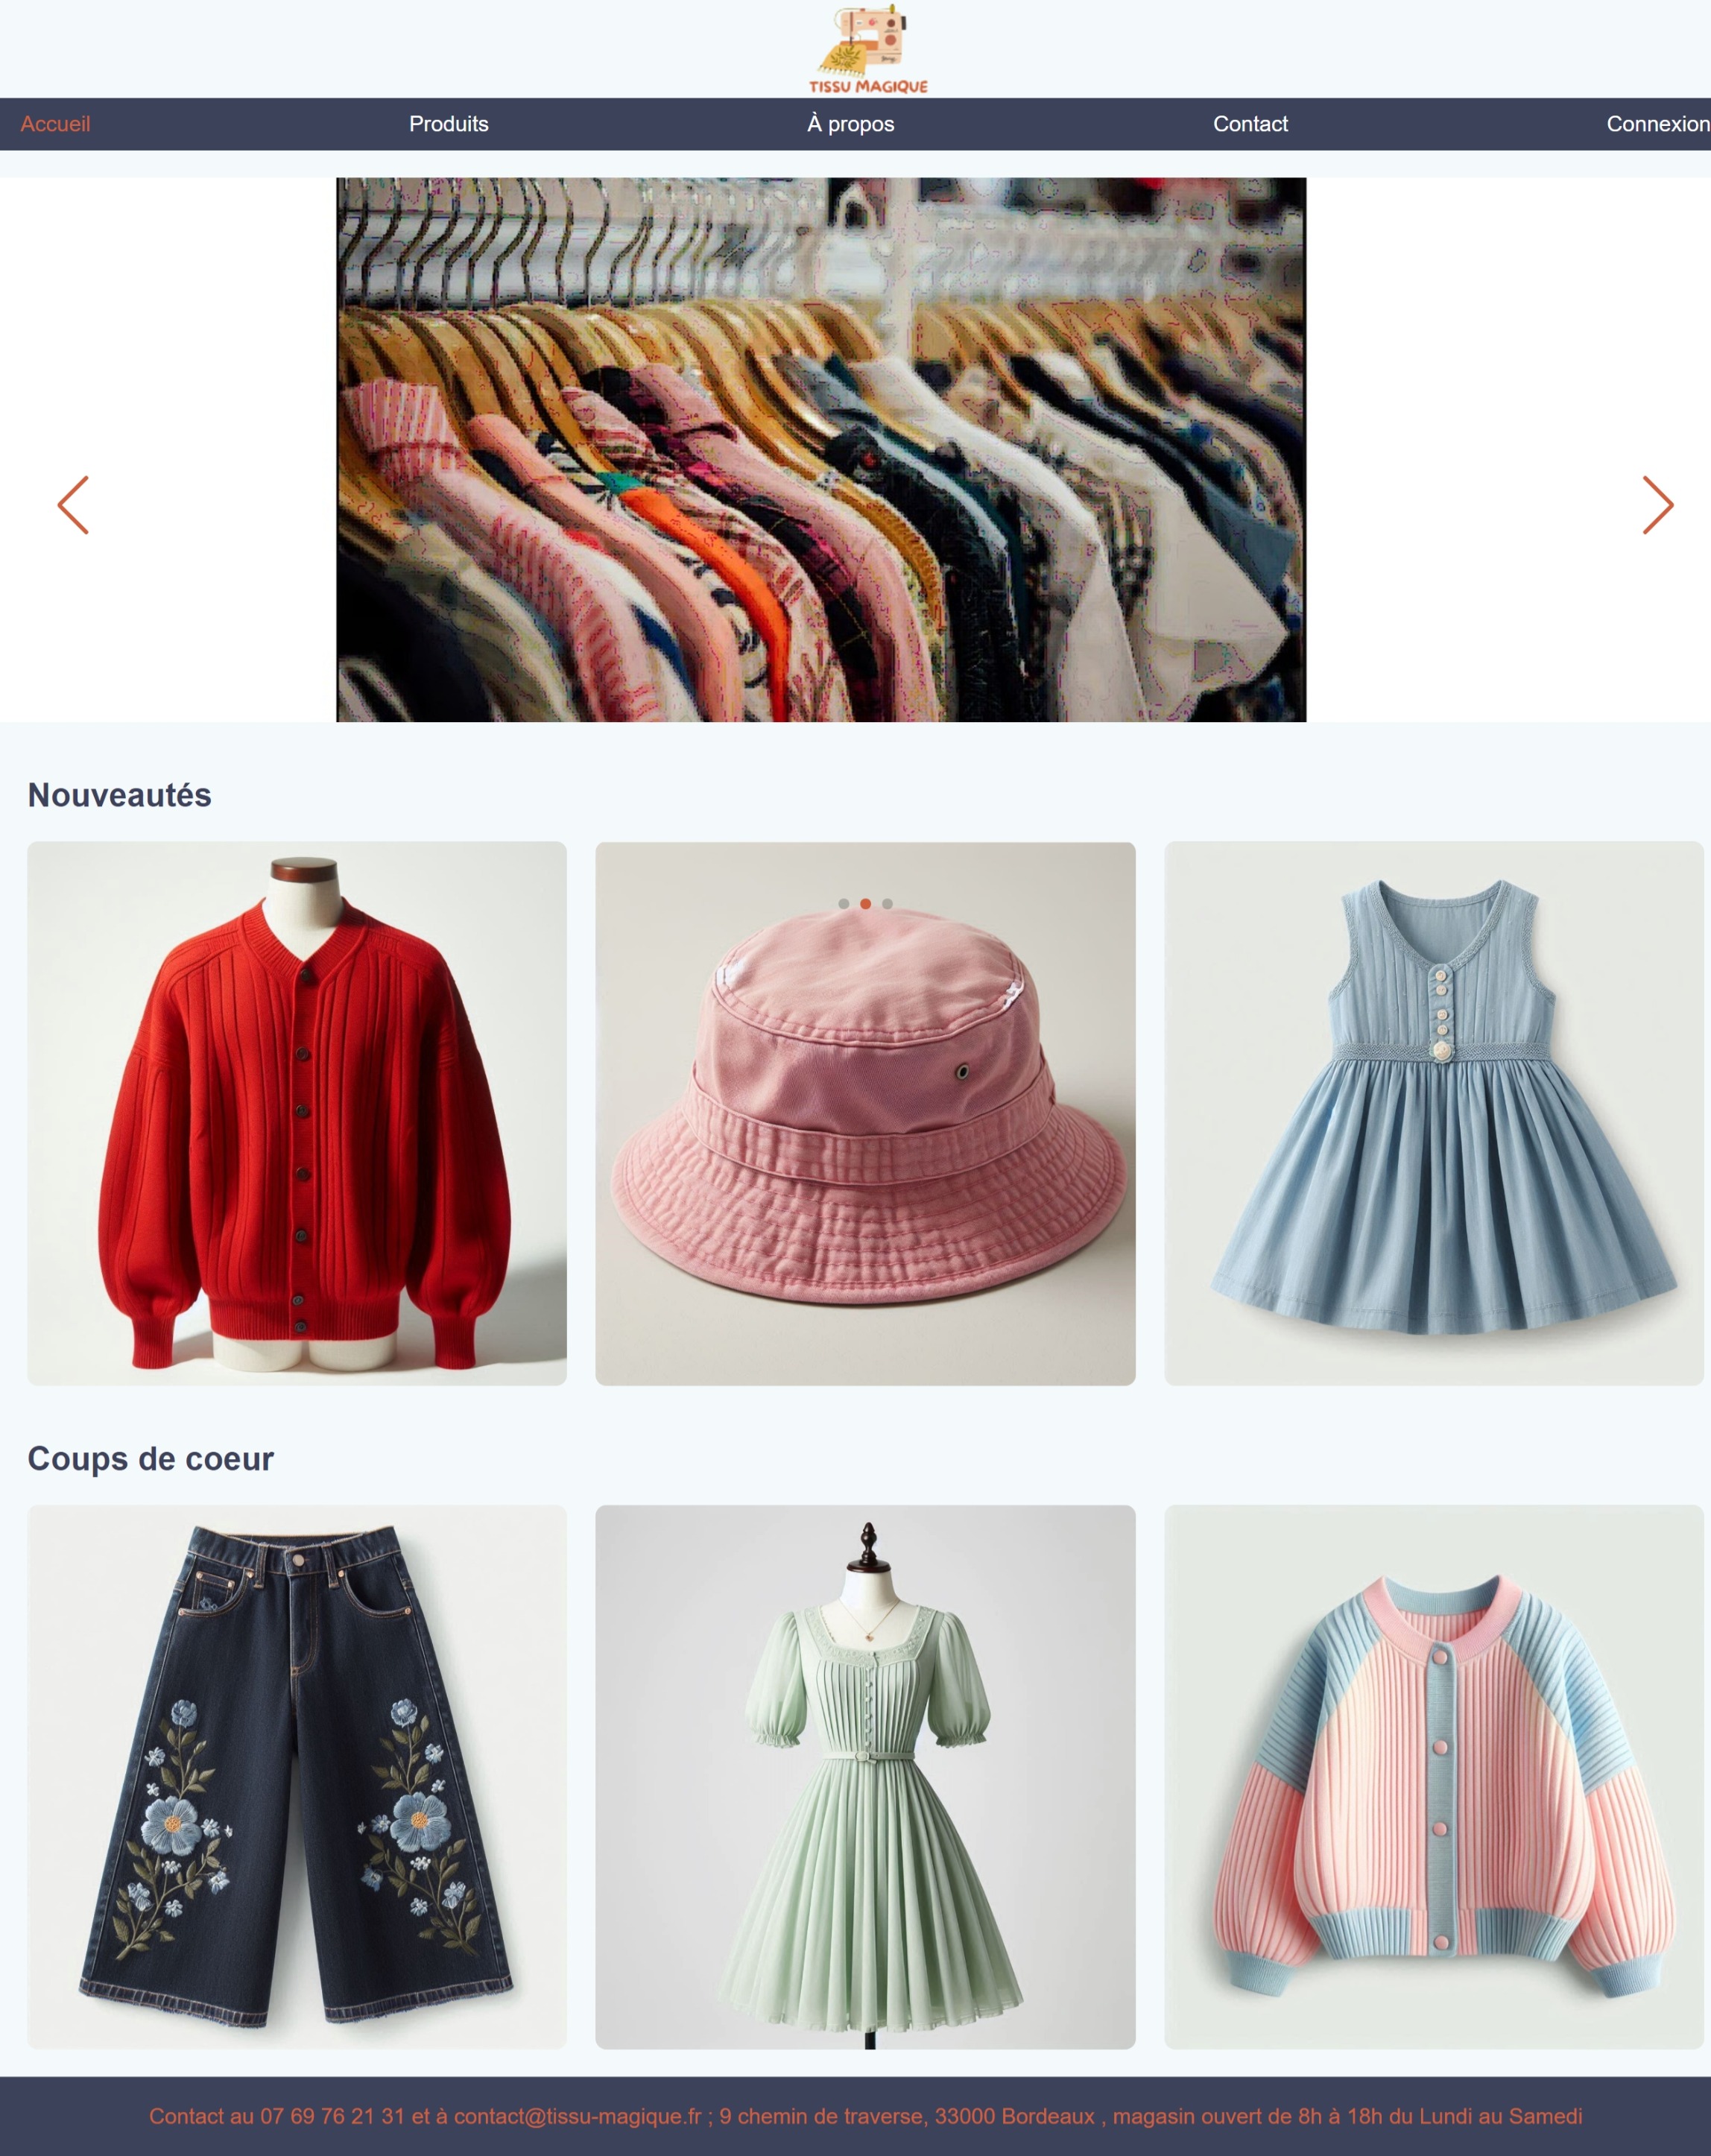 TISSU MAGIQUE
Accueil Produits À propos Contact Connexion
Nouveautés
Coups de coeur
Contact au 07 69 76 21 31 et à contact@tissu-magique.fr ; 9 chemin de traverse, 33000 Bordeaux , magasin ouvert de 8h à 18h du Lundi au Samedi